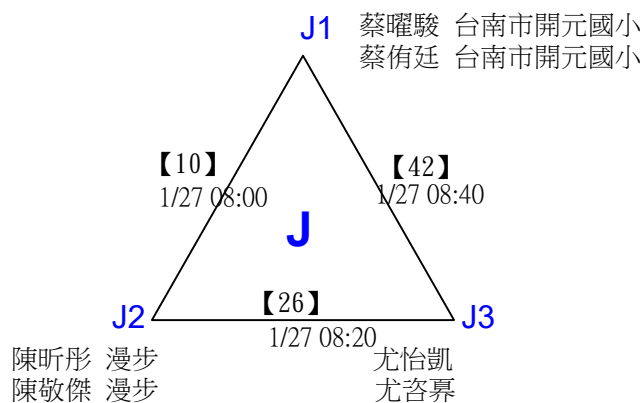 J1 蔡曜駿 台南市開元國小
蔡侑廷 台南市開元國小
【10】
1/27 08:00
【42】
1/27 08:40
J
【26】
1/27 08:20
J2
J3
陳昕彤 漫步
陳敬傑 漫步
尤怡凱
尤咨羃